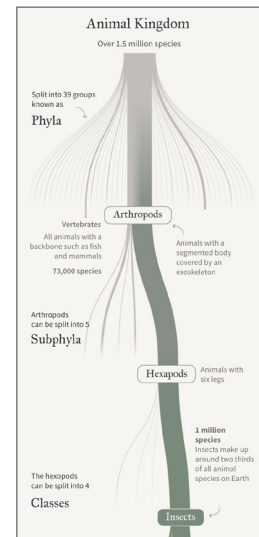 Animal Kingdom
Over 1.5 million species
Split into 39 groups
known as
Phyla
Arthropods
Vertebrates
All animals with a
backbone such as fish
and mammals
73,000 species
Animals with a
segmented body
covered by an
exoskeleton
Arthropods
can be split into 5
Subphyla
Hexapods
Animals with
six legs
1 million
species
Insects make up
around two thirds
of all animal
species on Earth
The hexopods
can be split into 4
Classes
Insects